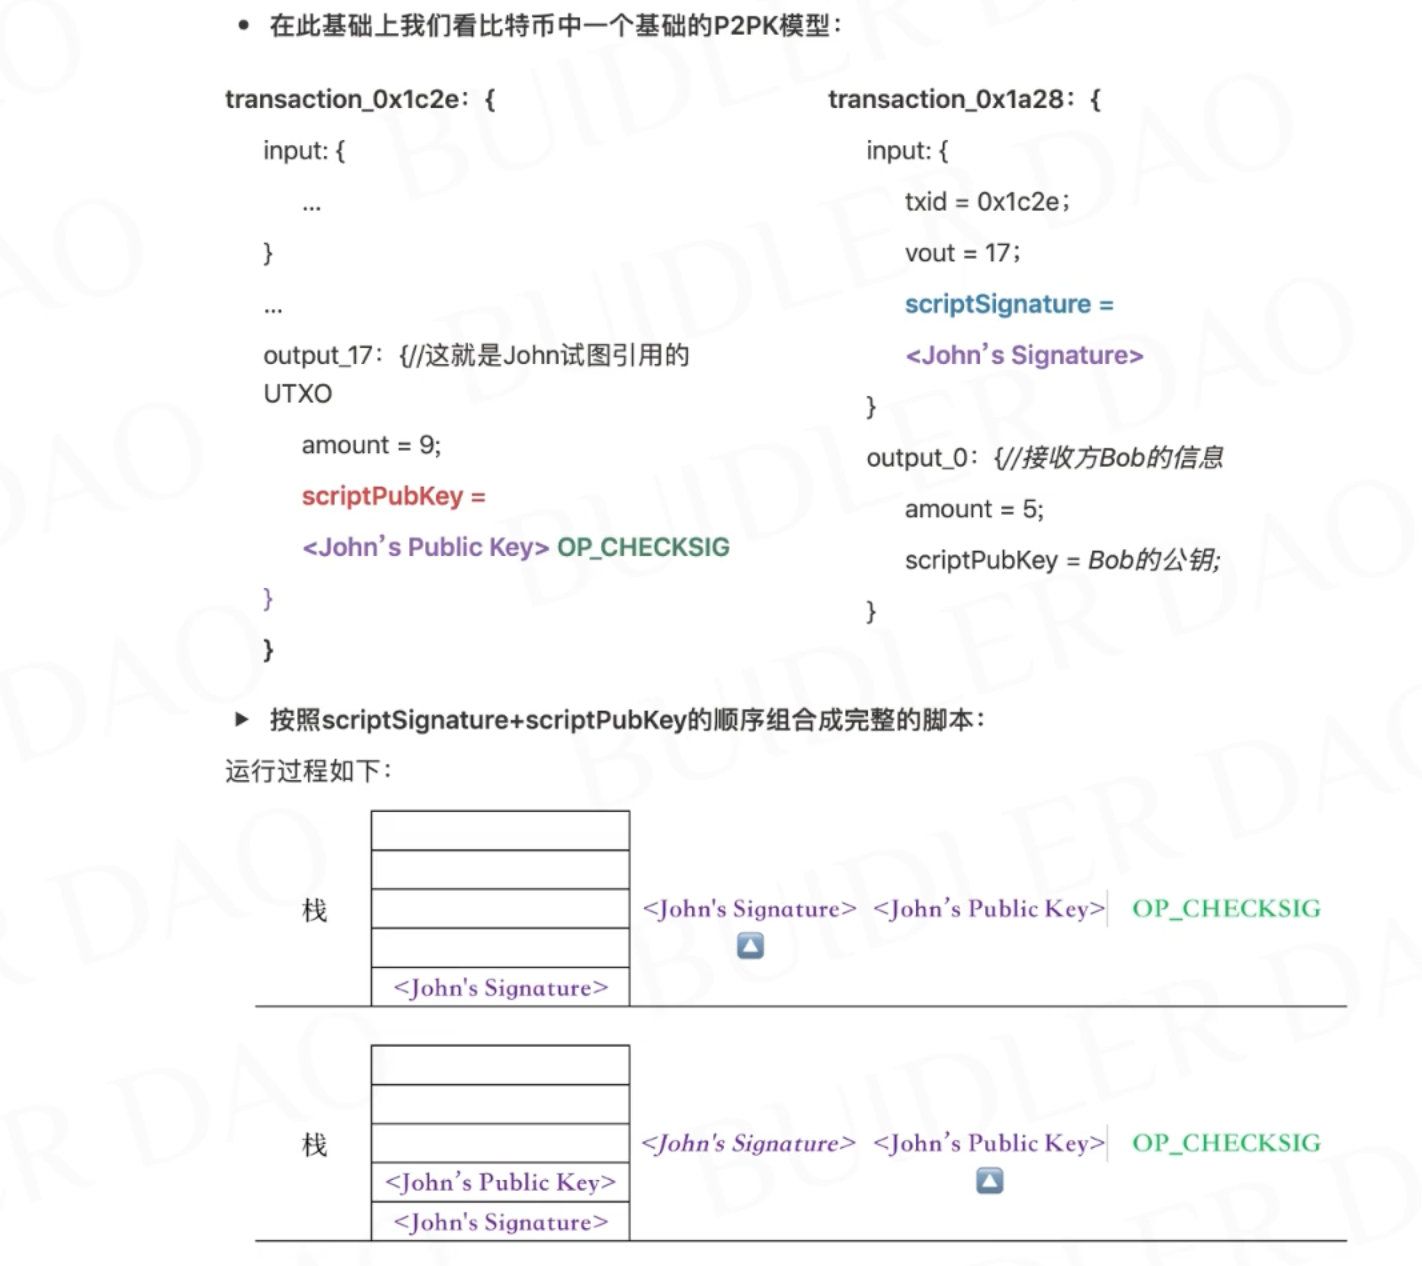 • 在此基础上我们看比特币中一个基础的P2PK模型：
transaction_0x1c2e：{
input: {
...
}
...
output_17：{//这就是John试图引用的
UTXO
amount = 9;
scriptPubKey =
<John’s Public Key> OP_CHECKSIG
}
}
transaction_0x1a28：{
input: {
txid = 0x1c2e；
vout = 17；
scriptSignature =
<John’s Signature>
}
output_0：{//接收方Bob的信息
amount = 5;
scriptPubKey = Bob的公钥;
}
▶ 按照scriptSignature+scriptPubKey的顺序组合成完整的脚本：
运行过程如下：
栈
<John's Signature> <John’s Public Key> OP_CHECKSIG
<John's Signature>
栈
<John's Signature> <John’s Public Key> OP_CHECKSIG
<John’s Public Key>
<John's Signature>
BUIDLER DAO